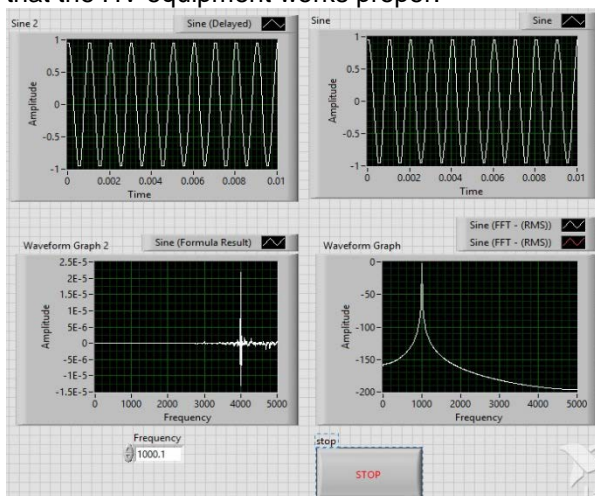 that the HV equipment works proper.
Sine 2
Sine (Delayed)
Amplitude
1-
0.5-
0-
-0.5-
-1-
0 0.002 0.004 0.006 0.008 0.01
Time
Sine
Sine
Amplitude
1-
0.5-
0-
-0.5-
-1-
0 0.002 0.004 0.006 0.008 0.01
Time
Waveform Graph 2
Sine (Formula Result)
Amplitude
2.5E-5-
2E-5-
1.5E-5-
1E-5-
5E-6-
0-
-5E-6-
-1E-5-
-1.5E-5-
0 1000 2000 3000 4000 5000
Frequency
Sine (FFT - (RMS))
Waveform Graph
Sine (FFT - (RMS))
Amplitude
0-
-50-
-100-
-150-
-200-
0 1000 2000 3000 4000 5000
Frequency
Frequency
1000.1
stop
STOP